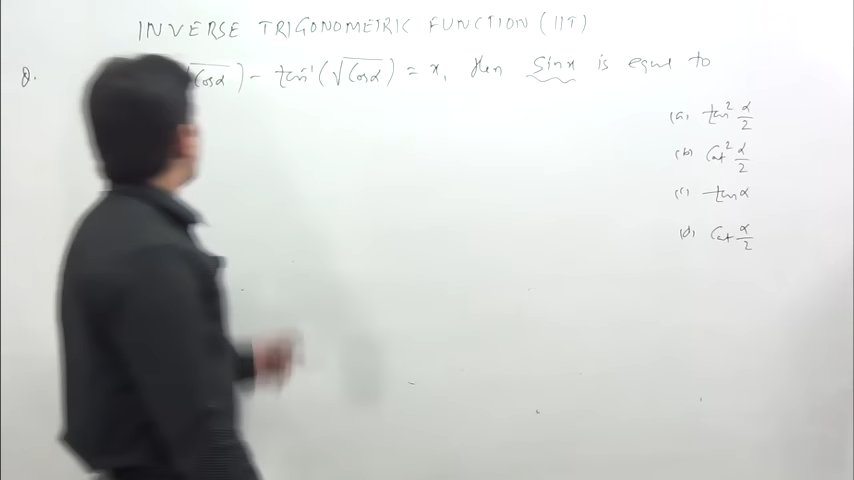 INVERSE TRIGONOMETRIC FUNCTION (IIT)
Q. √cosα) - tan⁻¹(√cosα) = x, then sinx is equal to
(a) tan² α/2
(b) cot² α/2
(c) tanα
(d) cot α/2